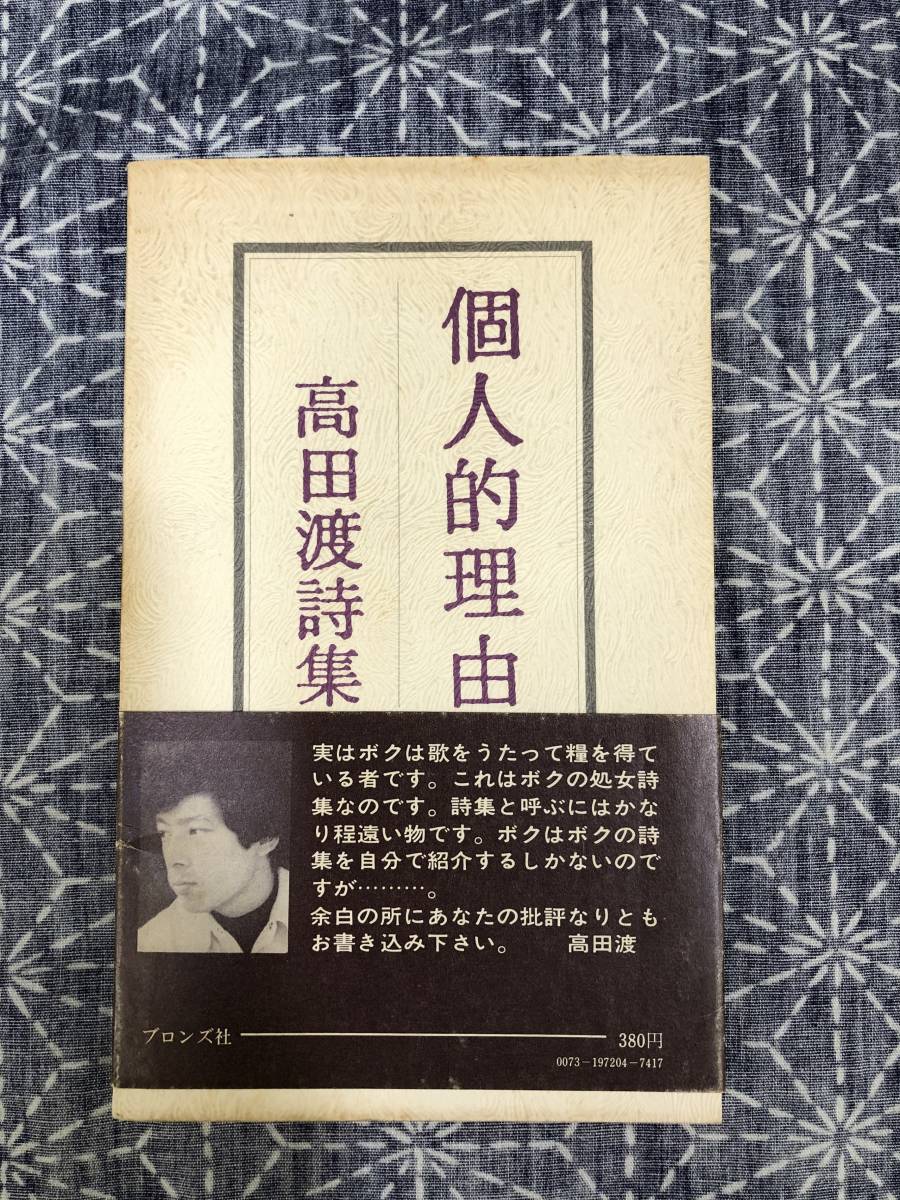 個人的理由
高田渡詩集
実はボクは歌をうたって糧を得て
いる者です。これはボクの処女詩
集なのです。詩集と呼ぶにはかな
り程遠い物です。ボクはボクの詩
集を自分で紹介するしかないので
すが………。
余白の所にあなたの批評なりとも
お書き込み下さい。　　高田渡
ブロンズ社
380円
0073-197204-7417